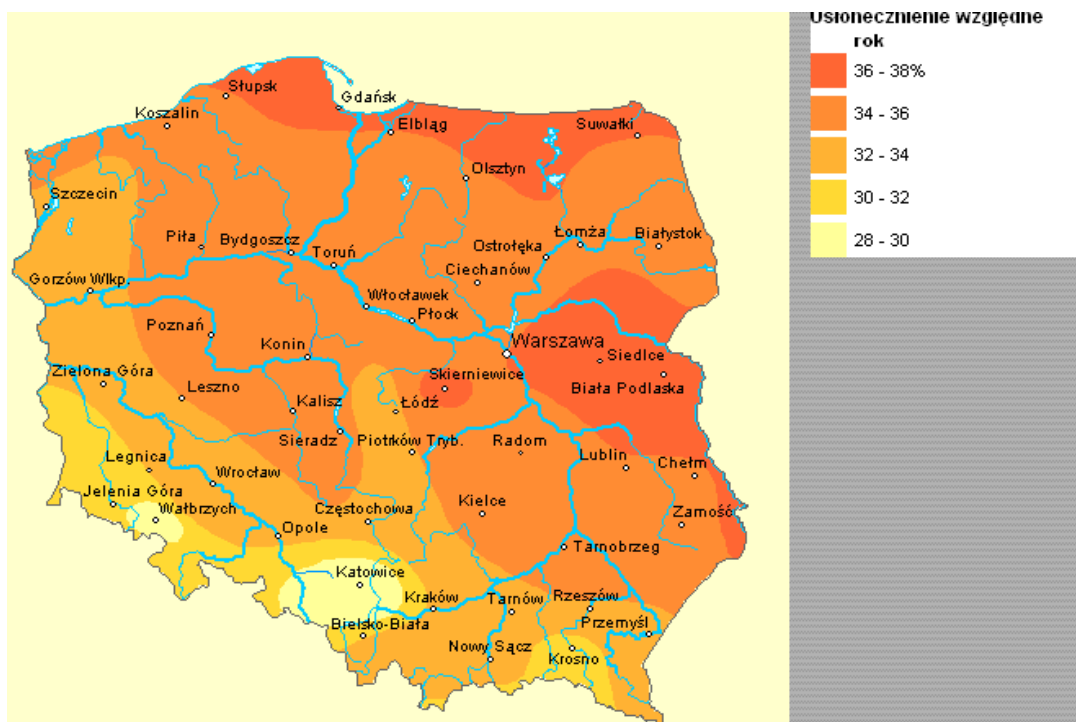 Usłonecznienie względne
rok
36 - 38%
34 - 36
32 - 34
30 - 32
28 - 30
Słupsk
Gdańsk
Koszalin
Elbląg
Suwałki
Olsztyn
Szczecin
Piła
Bydgoszcz
Toruń
Ostrołęka
Łomża
Białystok
Ciechanów
Gorzów Wlkp.
Włocławek
Płock
Poznań
Konin
Warszawa
Siedlce
Zielona Góra
Leszno
Skierniewice
Biała Podlaska
Kalisz
Łódź
Sieradz
Piotrków Tryb.
Radom
Lublin
Chełm
Legnica
Wrocław
Jelenia Góra
Wałbrzych
Częstochowa
Kielce
Zamość
Opole
Tarnobrzeg
Katowice
Kraków
Tarnów
Rzeszów
Bielsko-Biała
Przemyśl
Nowy Sącz
Krosno